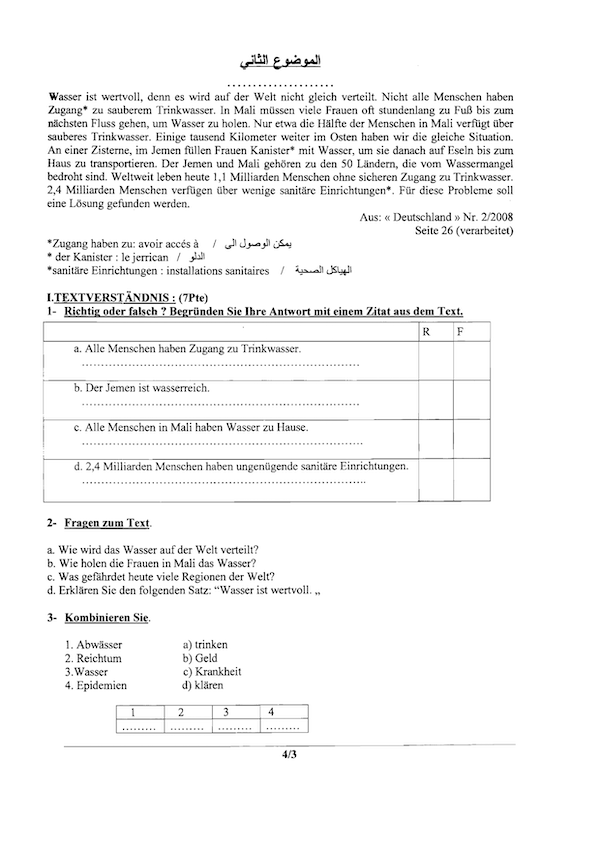 الموضوع الثاني
.....................
Wasser ist wertvoll, denn es wird auf der Welt nicht gleich verteilt. Nicht alle Menschen haben
Zugang* zu sauberem Trinkwasser. In Mali müssen viele Frauen oft stundenlang zu Fuß bis zum
nächsten Fluss gehen, um Wasser zu holen. Nur etwa die Hälfte der Menschen in Mali verfügt über
sauberes Trinkwasser. Einige tausend Kilometer weiter im Osten haben wir die gleiche Situation.
An einer Zisterne, im Jemen füllen Frauen Kanister* mit Wasser, um sie danach auf Eseln bis zum
Haus zu transportieren. Der Jemen und Mali gehören zu den 50 Ländern, die vom Wassermangel
bedroht sind. Weltweit leben heute 1,1 Milliarden Menschen ohne sicheren Zugang zu Trinkwasser.
2,4 Milliarden Menschen verfügen über wenige sanitäre Einrichtungen*. Für diese Probleme soll
eine Lösung gefunden werden.
Aus: « Deutschland » Nr. 2/2008
Seite 26 (verarbeitet)
*Zugang haben zu: avoir accés à / يمكن الوصول الى
* der Kanister : le jerrican / الدلو
*sanitäre Einrichtungen : installations sanitaires / الهياكل الصحية
I.TEXTVERSTÄNDNIS : (7Pte)
1- Richtig oder falsch ? Begründen Sie Ihre Antwort mit einem Zitat aus dem Text.
R F
a. Alle Menschen haben Zugang zu Trinkwasser.
..................................................................
b. Der Jemen ist wasserreich.
..................................................................
c. Alle Menschen in Mali haben Wasser zu Hause.
..................................................................
d. 2,4 Milliarden Menschen haben ungenügende sanitäre Einrichtungen.
..................................................................
2- Fragen zum Text.
a. Wie wird das Wasser auf der Welt verteilt?
b. Wie holen die Frauen in Mali das Wasser?
c. Was gefährdet heute viele Regionen der Welt?
d. Erklären Sie den folgenden Satz: “Wasser ist wertvoll. „
3- Kombinieren Sie.
1. Abwässer a) trinken
2. Reichtum b) Geld
3.Wasser c) Krankheit
4. Epidemien d) klären
1 2 3 4
......... ......... ......... .........
4/3